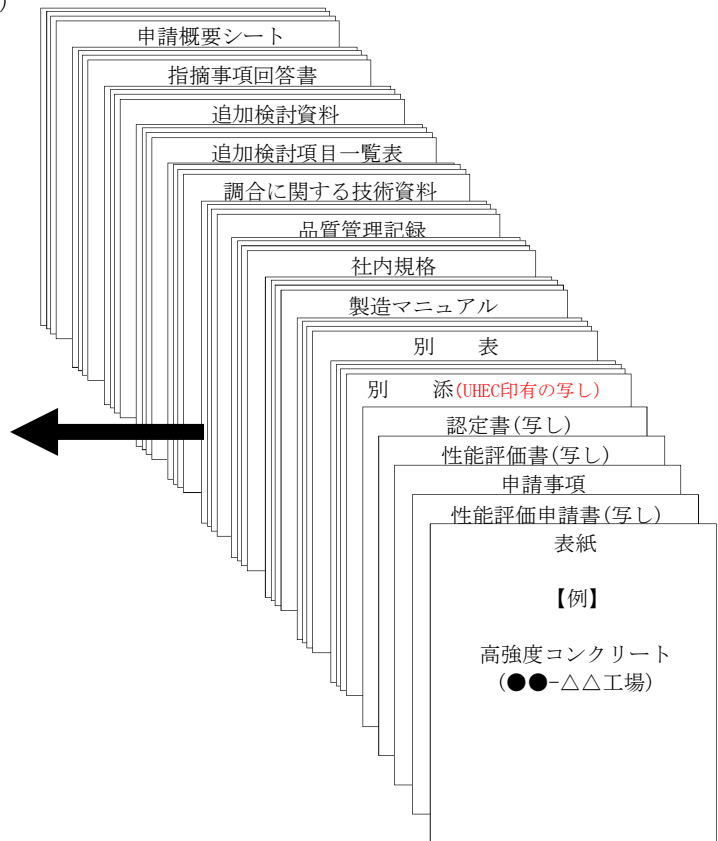 )
申請概要シート
指摘事項回答書
追加検討資料
追加検討項目一覧表
調合に関する技術資料
品質管理記録
社内規格
製造マニュアル
別　　表
別　　添(UHEC印有の写し)
認定書(写し)
性能評価書(写し)
申請事項
性能評価申請書(写し)
表紙
【例】
高強度コンクリート
(●●-△△工場)